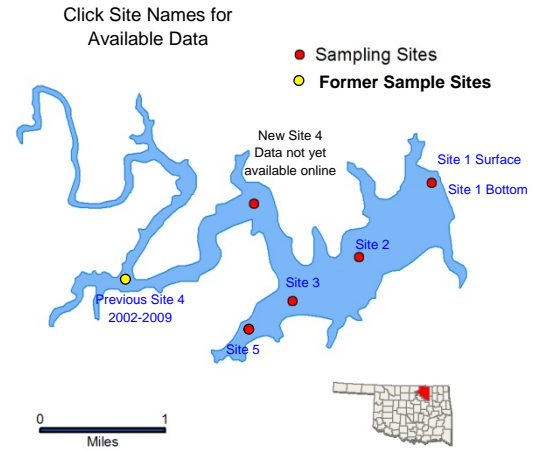 Click Site Names for
Available Data
Sampling Sites
Former Sample Sites
New Site 4
Data not yet
available online
Site 1 Surface
Site 1 Bottom
Site 2
Site 3
Previous Site 4
2002-2009
Site 5
0 1
Miles